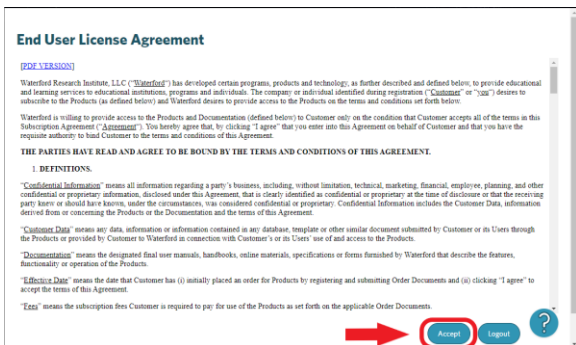 End User License Agreement
[PDF VERSION]
Waterford Research Institute, LLC ("Waterford") has developed certain programs, products and technology, as further described and defined below, to provide educational
and learning services to educational institutions, programs and individuals. The company or individual identified during registration ("Customer" or "you") desires to
subscribe to the Products (as defined below) and Waterford desires to provide access to the Products on the terms and conditions set forth below.
Waterford is willing to provide access to the Products and Documentation (defined below) to Customer only on the condition that Customer accepts all of the terms in this
Subscription Agreement ("Agreement"). You hereby agree that, by clicking "I agree" that you enter into this Agreement on behalf of Customer and that you have the
requisite authority to bind Customer to the terms and conditions of this Agreement.
THE PARTIES HAVE READ AND AGREE TO BE BOUND BY THE TERMS AND CONDITIONS OF THIS AGREEMENT.
1. DEFINITIONS.
"Confidential Information" means all information regarding a party's business, including, without limitation, technical, marketing, financial, employee, planning, and other
confidential or proprietary information, disclosed under this Agreement, that is clearly identified as confidential or proprietary at the time of disclosure or that the receiving
party knew or should have known, under the circumstances, was considered confidential or proprietary. Confidential Information includes the Customer Data, information
derived from or concerning the Products or the Documentation and the terms of this Agreement.
"Customer Data" means any data, information or information contained in any database, template or other similar document submitted by Customer or its Users through
the Products or provided by Customer to Waterford in connection with Customer's or its Users' use of and access to the Products.
"Documentation" means the designated final user manuals, handbooks, online materials, specifications or forms furnished by Waterford that describe the features,
functionality or operation of the Products.
"Effective Date" means the date that Customer has (i) initially placed an order for Products by registering and submitting Order Documents and (ii) clicking "I agree" to
accept the terms of this Agreement.
"Fees" means the subscription fees Customer is required to pay for use of the Products as set forth on the applicable Order Documents.
Accept Logout ?